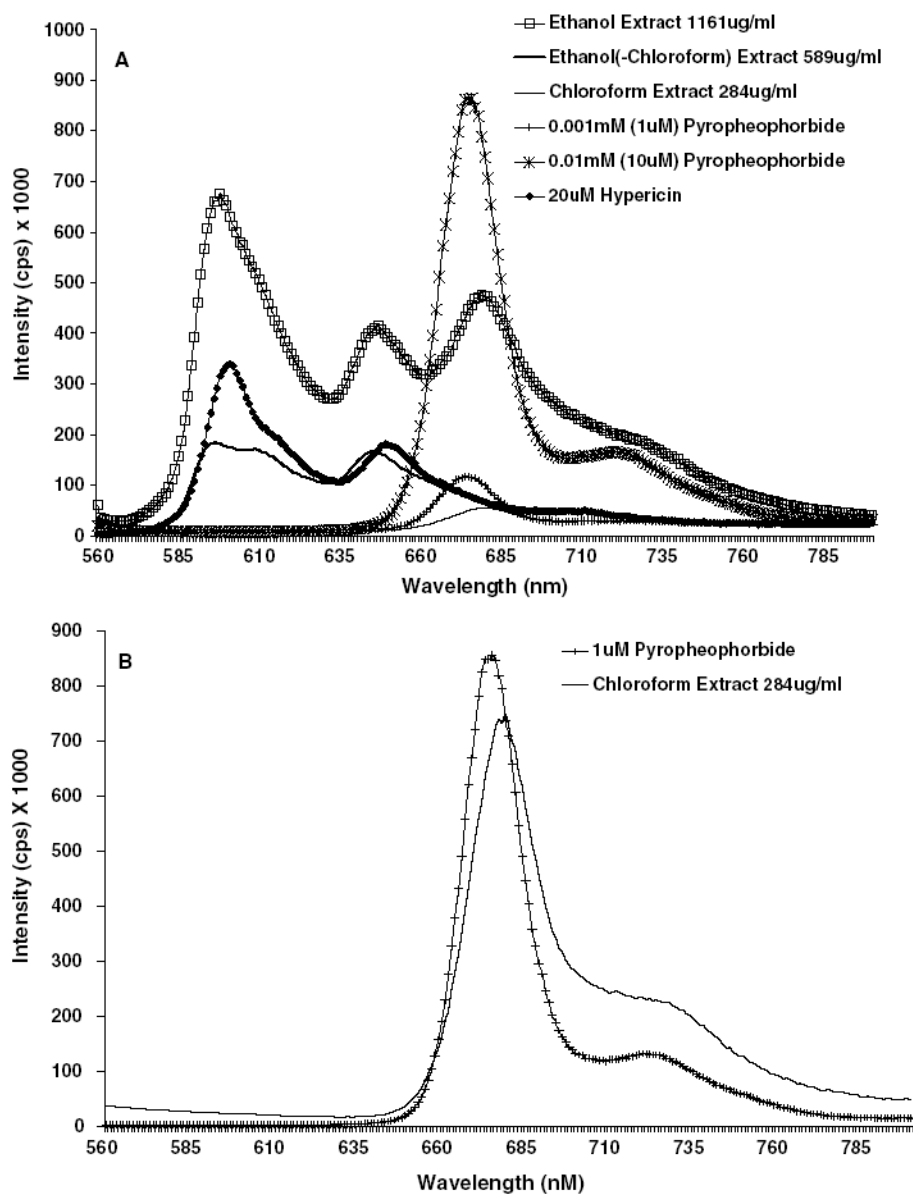 A
Ethanol Extract 1161ug/ml
Ethanol(-Chloroform) Extract 589ug/ml
Chloroform Extract 284ug/ml
0.001mM (1uM) Pyropheophorbide
0.01mM (10uM) Pyropheophorbide
20uM Hypericin
Intensity (cps) x 1000
1000
900
800
700
600
500
400
300
200
100
0
560 585 610 635 660 685 710 735 760 785
Wavelength (nm)
B
1uM Pyropheophorbide
Chloroform Extract 284ug/ml
Intensity (cps) X 1000
900
800
700
600
500
400
300
200
100
0
560 585 610 635 660 685 710 735 760 785
Wavelength (nM)